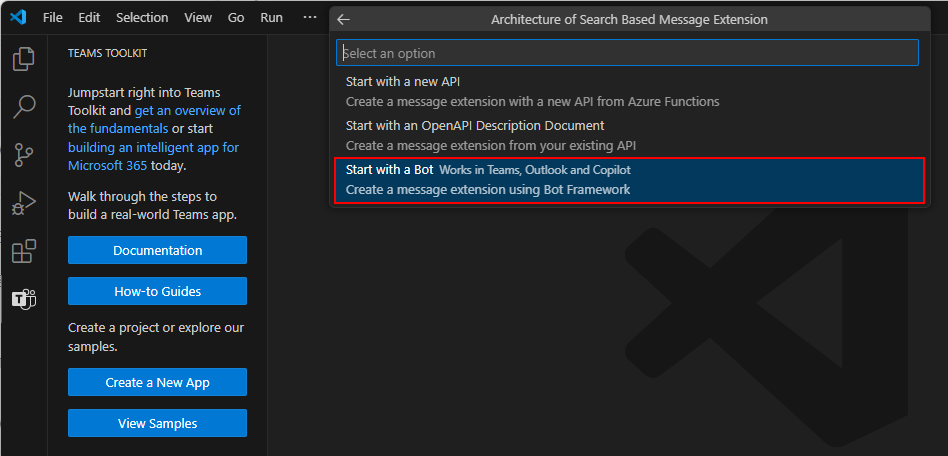 File Edit Selection View Go Run ···
Architecture of Search Based Message Extension
Select an option
Start with a new API
Create a message extension with a new API from Azure Functions
Start with an OpenAPI Description Document
Create a message extension from your existing API
Start with a Bot Works in Teams, Outlook and Copilot
Create a message extension using Bot Framework
TEAMS TOOLKIT
Jumpstart right into Teams
Toolkit and get an overview of
the fundamentals or start
building an intelligent app for
Microsoft 365 today.
Walk through the steps to
build a real-world Teams app.
Documentation
How-to Guides
Create a project or explore our
samples.
Create a New App
View Samples
T